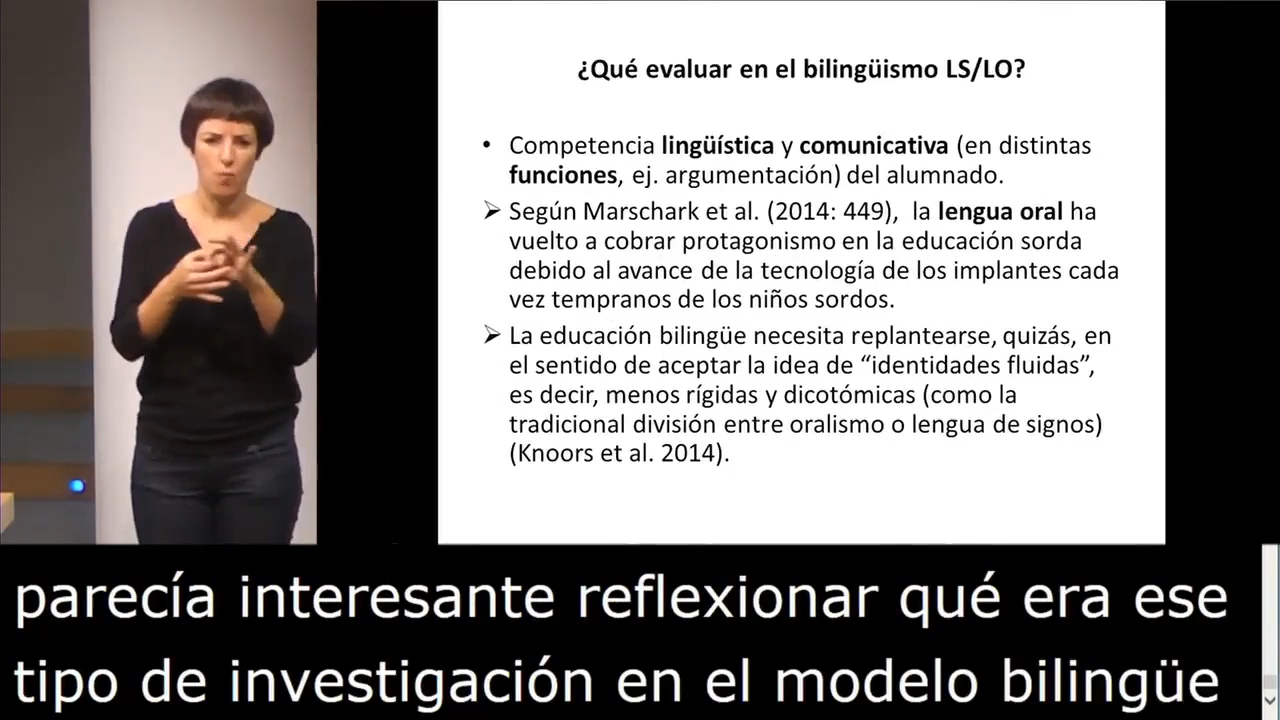 ¿Qué evaluar en el bilingüismo LS/LO?
• Competencia lingüística y comunicativa (en distintas
funciones, ej. argumentación) del alumnado.
➢ Según Marschark et al. (2014: 449), la lengua oral ha
vuelto a cobrar protagonismo en la educación sorda
debido al avance de la tecnología de los implantes cada
vez tempranos de los niños sordos.
➢ La educación bilingüe necesita replantearse, quizás, en
el sentido de aceptar la idea de “identidades fluidas”,
es decir, menos rígidas y dicotómicas (como la
tradicional división entre oralismo o lengua de signos)
(Knoors et al. 2014).
parecía interesante reflexionar qué era ese
tipo de investigación en el modelo bilingüe